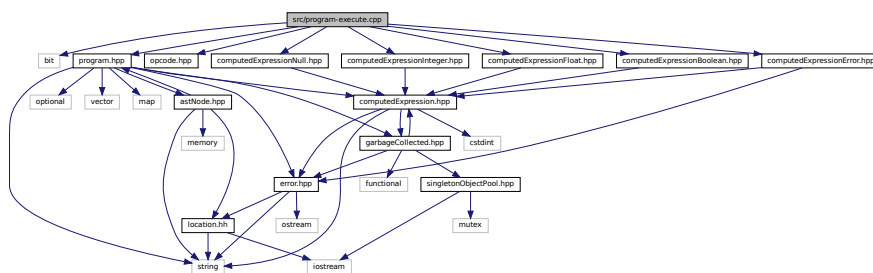 src/program-execute.cpp
bit
program.hpp
opcode.hpp
computedExpressionNull.hpp
computedExpressionInteger.hpp
computedExpressionFloat.hpp
computedExpressionBoolean.hpp
computedExpressionError.hpp
optional
vector
map
astNode.hpp
computedExpression.hpp
memory
garbageCollected.hpp
cstdint
error.hpp
functional
singletonObjectPool.hpp
location.hh
ostream
mutex
string
iostream